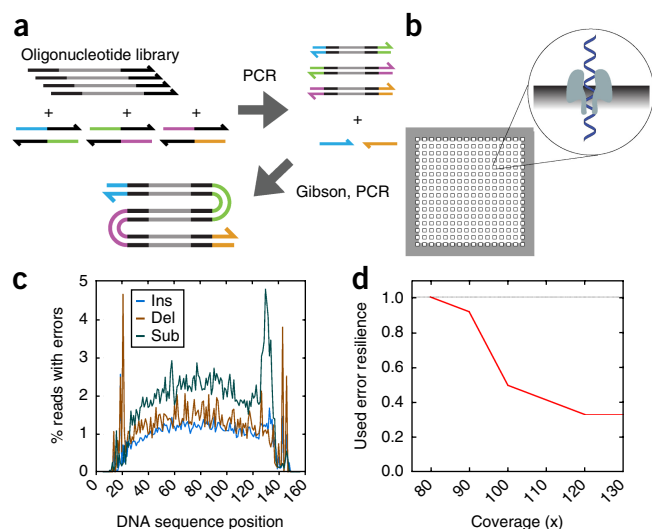 a
Oligonucleotide library
PCR
+ + +
+
Gibson, PCR
b
c
5
4
3
2
1
0
% reads with errors
Ins
Del
Sub
0 20 40 60 80 100 120 140 160
DNA sequence position
d
1.0
0.8
0.6
0.4
0.2
0.0
Used error resilience
80 90 100 110 120 130
Coverage (x)